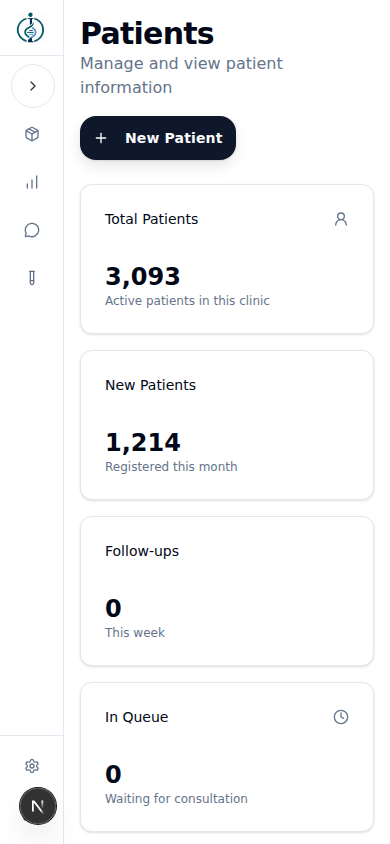 Patients
Manage and view patient
information
New Patient
Total Patients
3,093
Active patients in this clinic
New Patients
1,214
Registered this month
Follow-ups
0
This week
In Queue
0
Waiting for consultation
N